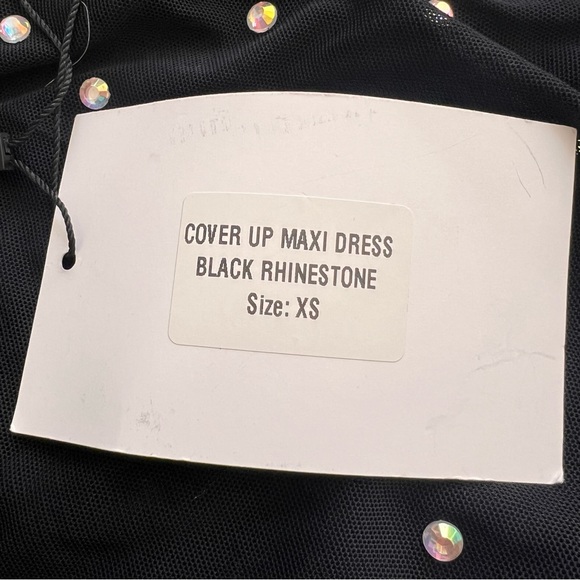 COVER UP MAXI DRESS
BLACK RHINESTONE
Size: XS